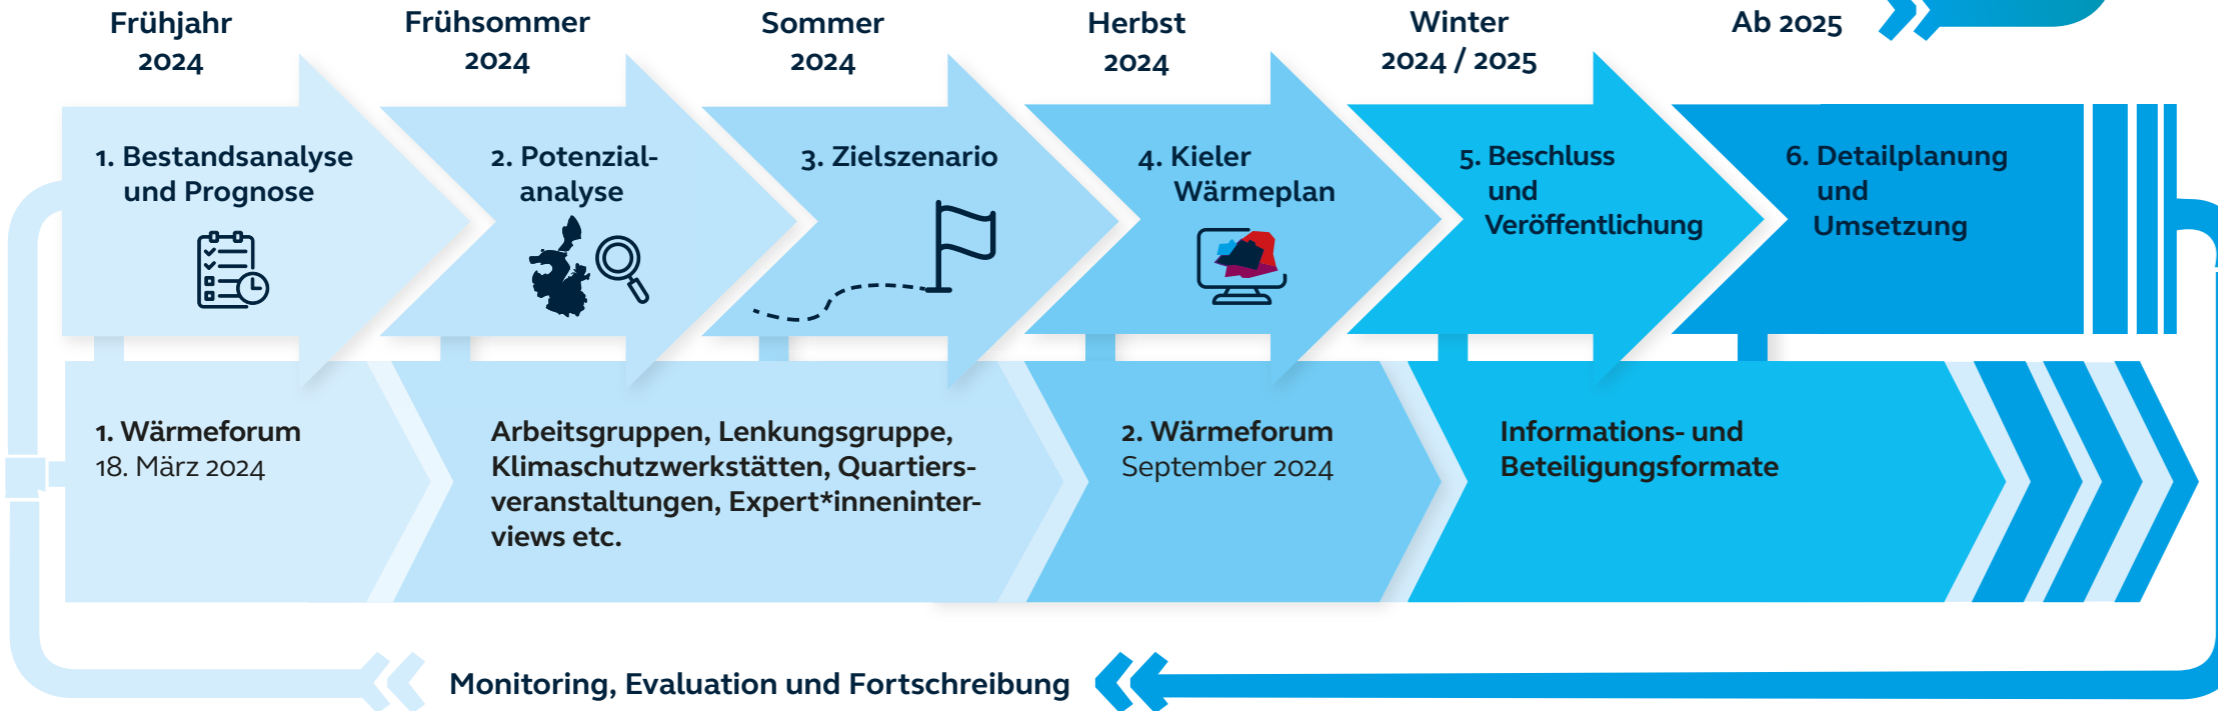 Frühjahr
2024
Frühsommer
2024
Sommer
2024
Herbst
2024
Winter
2024 / 2025
Ab 2025
1. Bestandsanalyse
und Prognose
2. Potenzial-
analyse
3. Zielszenario
4. Kieler
Wärmeplan
5. Beschluss
und
Veröffentlichung
6. Detailplanung
und
Umsetzung
1. Wärmeforum
18. März 2024
Arbeitsgruppen, Lenkungsgruppe,
Klimaschutzwerkstätten, Quartiers-
veranstaltungen, Expert*inneninter-
views etc.
2. Wärmeforum
September 2024
Informations- und
Beteiligungsformate
Monitoring, Evaluation und Fortschreibung